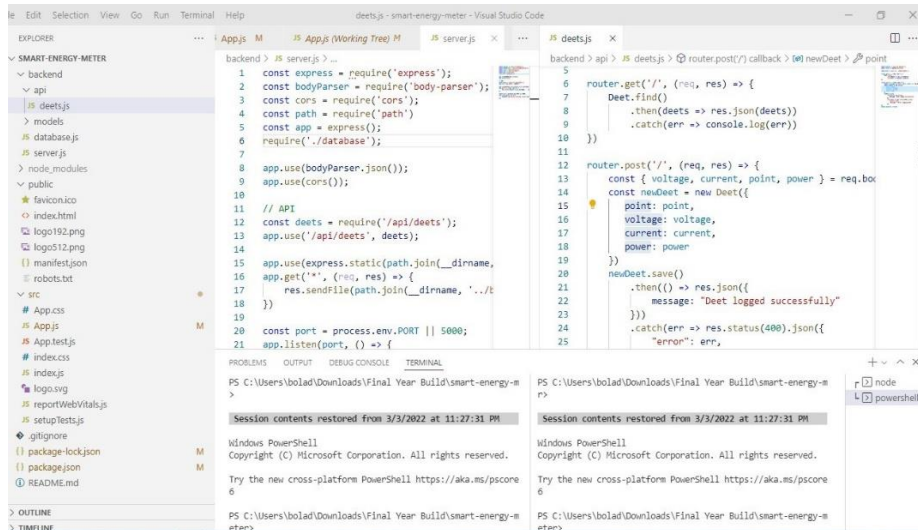 le Edit Selection View Go Run Terminal Help
deets.js - smart-energy-meter - Visual Studio Code
EXPLORER
SMART-ENERGY-METER
backend
api
JS deets.js
models
JS database.js
JS server.js
node_modules
public
favicon.ico
index.html
logo192.png
logo512.png
{} manifest.json
robots.txt
src
# App.css
JS App.js M
JS App.test.js
# index.css
JS index.js
logo.svg
JS reportWebVitals.js
JS setupTests.js
.gitignore
{} package-lock.json M
{} package.json M
README.md
OUTLINE
TIMELINE
App.js M JS App.js (Working Tree) M JS server.js
backend > JS server.js > ...
1 const express = require('express');
2 const bodyParser = require('body-parser');
3 const cors = require('cors');
4 const path = require('path')
5 const app = express();
6 require('./database');
7
8 app.use(bodyParser.json());
9 app.use(cors());
10
11 // API
12 const deets = require('/api/deets');
13 app.use('/api/deets', deets);
14
15 app.use(express.static(path.join(__dirname,
16 app.get('*', (req, res) => {
17 res.sendFile(path.join(__dirname, '../b
18 })
19
20 const port = process.env.PORT || 5000;
21 app.listen(port, () => {
JS deets.js
backend > api > JS deets.js > router.post('/') callback > newDeet > point
5
6 router.get('/', (req, res) => {
7 Deet.find()
8 .then(deets => res.json(deets))
9 .catch(err => console.log(err))
10 })
11
12 router.post('/', (req, res) => {
13 const { voltage, current, point, power } = req.bod
14 const newDeet = new Deet({
15 point: point,
16 voltage: voltage,
17 current: current,
18 power: power
19 })
20 newDeet.save()
21 .then(() => res.json({
22 message: "Deet logged successfully"
23 }))
24 .catch(err => res.status(400).json({
25 "error": err,
PROBLEMS OUTPUT DEBUG CONSOLE TERMINAL
PS C:\Users\bolad\Downloads\Final Year Build\smart-energy-m
>
Session contents restored from 3/3/2022 at 11:27:31 PM
Windows PowerShell
Copyright (C) Microsoft Corporation. All rights reserved.
Try the new cross-platform PowerShell https://aka.ms/pscore
6
PS C:\Users\bolad\Downloads\Final Year Build\smart-energy-m
eter>
PS C:\Users\bolad\Downloads\Final Year Build\smart-energy-m
r>
Session contents restored from 3/3/2022 at 11:27:31 PM
Windows PowerShell
Copyright (C) Microsoft Corporation. All rights reserved.
Try the new cross-platform PowerShell https://aka.ms/pscore
6
PS C:\Users\bolad\Downloads\Final Year Build\smart-energy-m
eter>
node
powershell